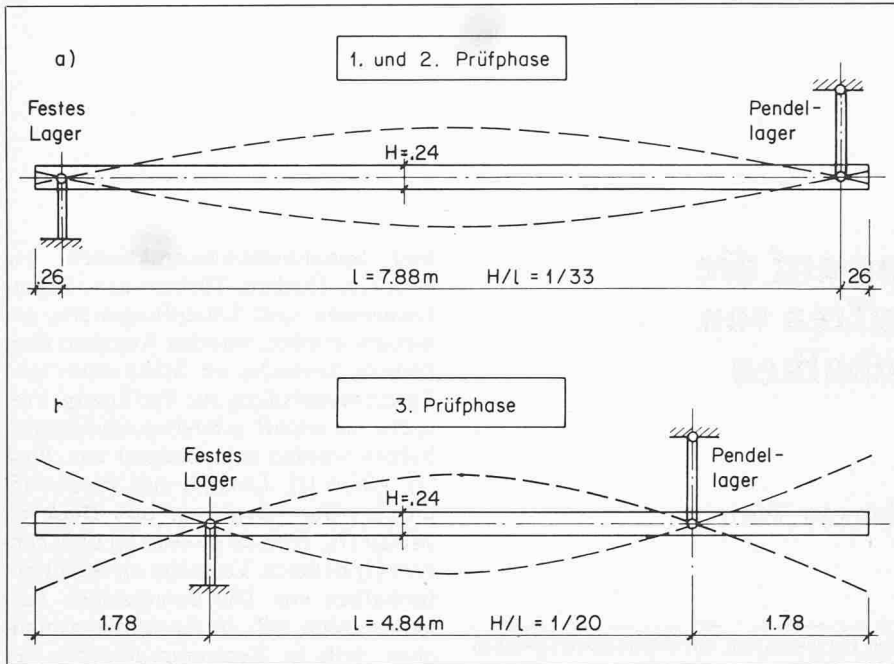 a)
1. und 2. Prüfphase
Festes
Lager
Pendel-
lager
H=.24
26
l = 7.88 m H/l = 1/33
26
3. Prüfphase
Festes
Lager
Pendel-
lager
H=.24
1.78
l = 4.84 m H/l = 1/20
1.78